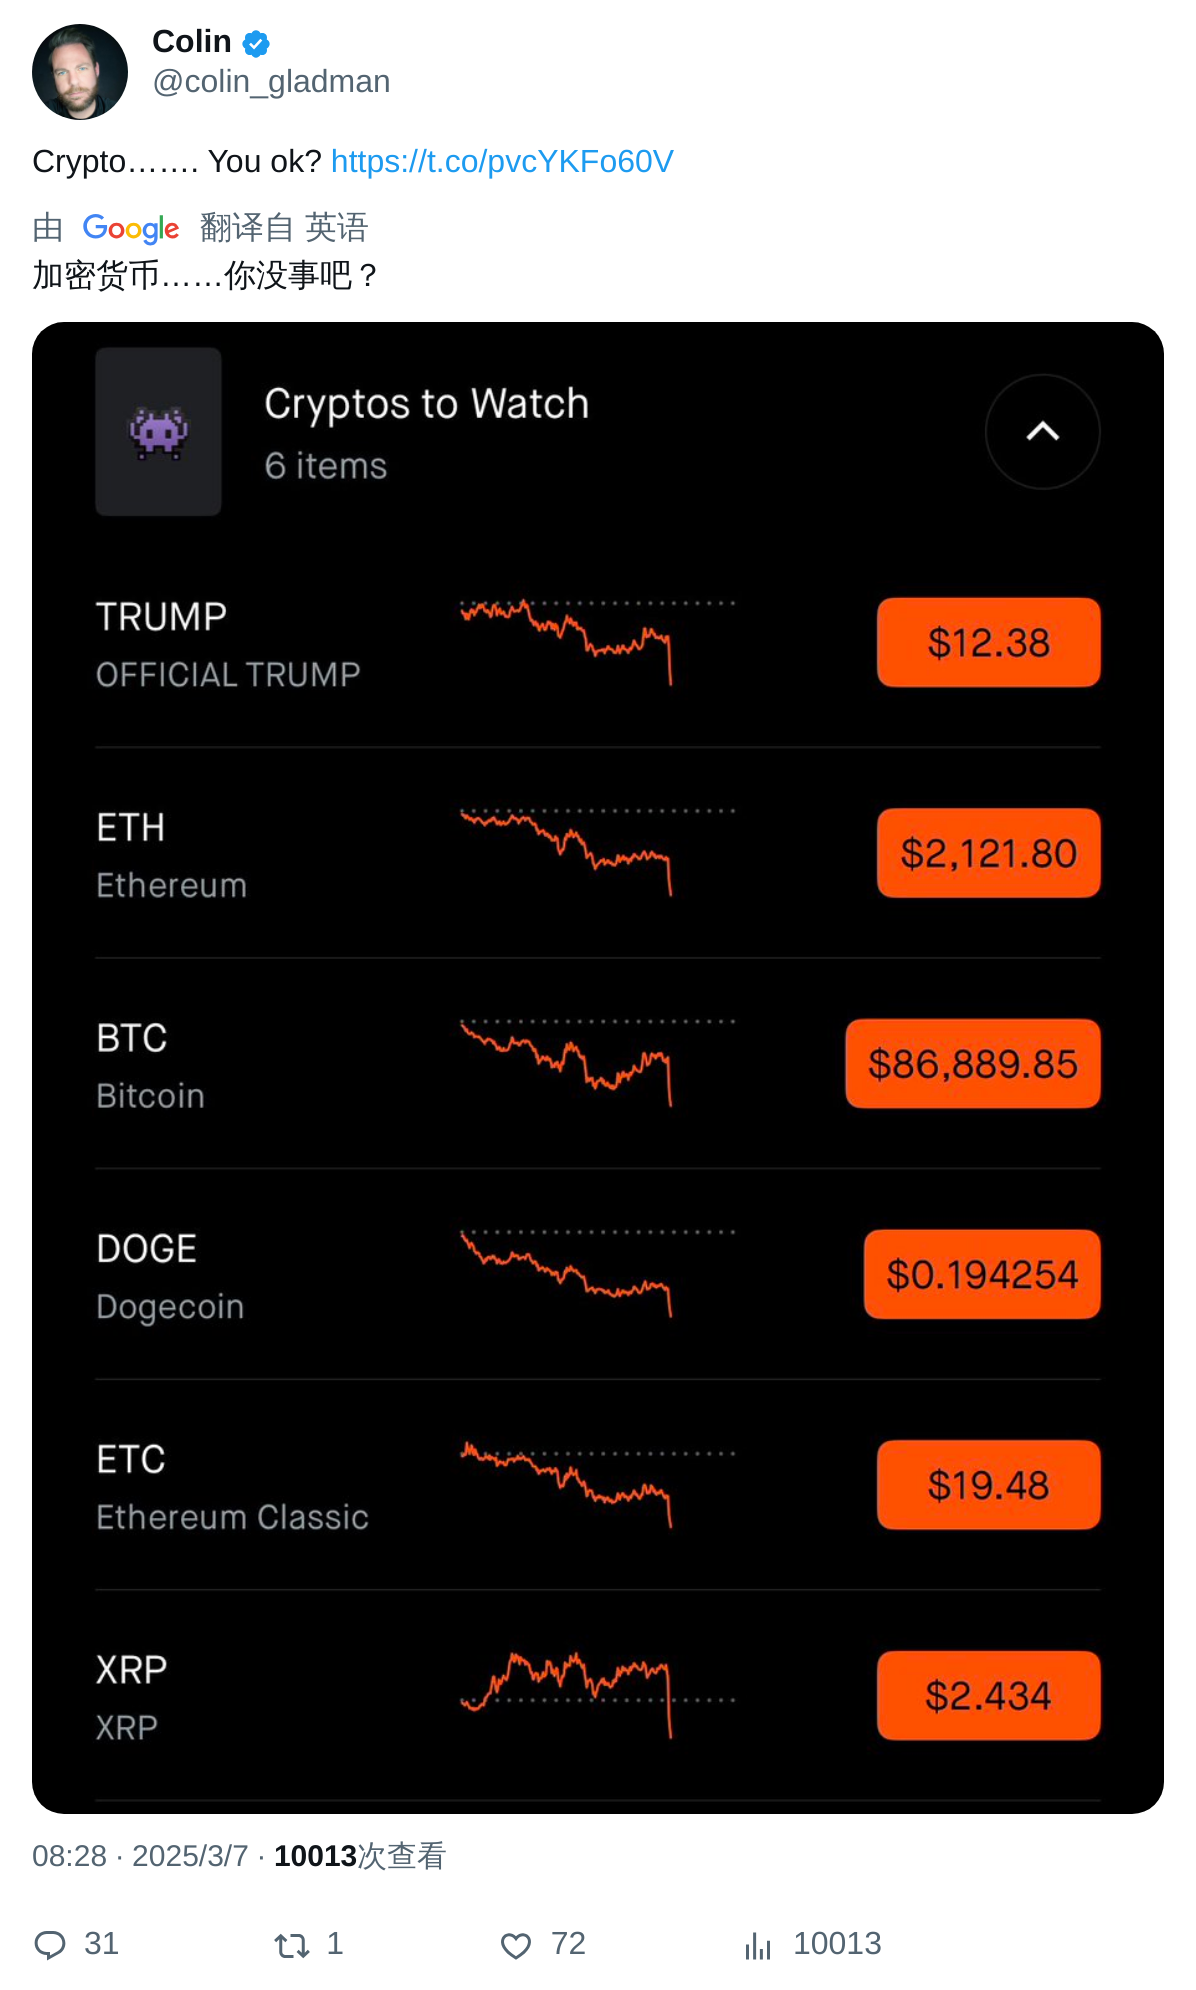 Colin
@colin_gladman
Crypto....... You ok? https://t.co/pvcYKFo60V
由 Google 翻译自 英语
加密货币……你没事吧？
Cryptos to Watch
6 items
TRUMP
OFFICIAL TRUMP
$12.38
ETH
Ethereum
$2,121.80
BTC
Bitcoin
$86,889.85
DOGE
Dogecoin
$0.194254
ETC
Ethereum Classic
$19.48
XRP
XRP
$2.434
08:28 · 2025/3/7 · 10013次查看
31 1 72 10013